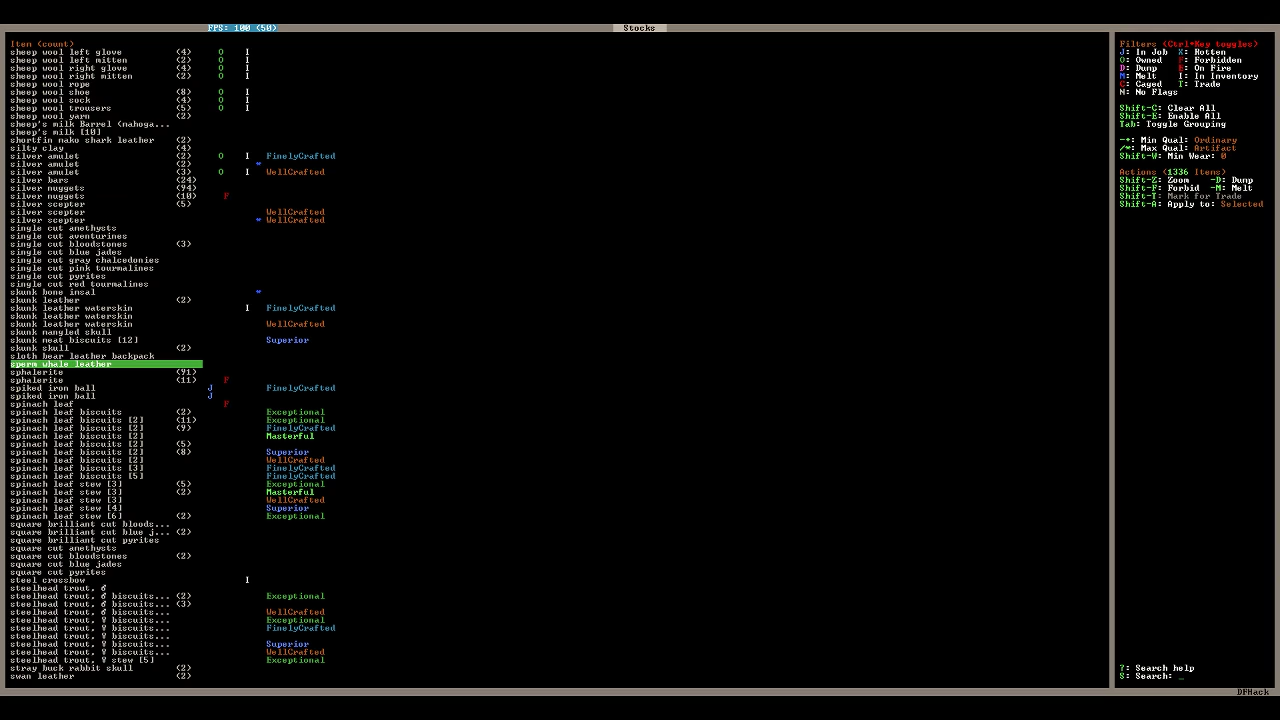 FPS: 100 (50)
Stocks
Item (count)
sheep wool left glove (4) O I
sheep wool left mitten (2)
sheep wool right glove (4) O I
sheep wool right mitten (2) O I
sheep wool rope
sheep wool shoe (8) O I
sheep wool sock (4) O I
sheep wool trousers (5) O I
sheep wool yarn (2)
sheep's milk Barrel (mahoga...
sheep's milk [10]
shortfin mako shark leather (2)
silty clay (4)
silver amulet (2) O I FinelyCrafted
silver amulet (2) *
silver amulet (3) O I WellCrafted
silver bars (24)
silver nuggets (94)
silver nuggets (10) F
silver scepter (5)
silver scepter WellCrafted
silver scepter * WellCrafted
single cut amethysts
single cut aventurines
single cut bloodstones (3)
single cut blue jades
single cut gray chalcedonies
single cut pink tourmalines
single cut pyrites
single cut red tourmalines
skunk bone insal *
skunk leather (2)
skunk leather waterskin I FinelyCrafted
skunk leather waterskin
skunk leather waterskin WellCrafted
skunk mangled skull
skunk meat biscuits [12] Superior
skunk skull (2)
sloth bear leather backpack
sperm whale leather
sphalerite (91)
sphalerite (11) F
spiked iron ball J FinelyCrafted
spiked iron ball J
spinach leaf F
spinach leaf biscuits (2) Exceptional
spinach leaf biscuits [2] (11) Exceptional
spinach leaf biscuits [2] (9) FinelyCrafted
spinach leaf biscuits [2] Masterful
spinach leaf biscuits [2] (5)
spinach leaf biscuits [2] (8) Superior
spinach leaf biscuits [2] WellCrafted
spinach leaf biscuits [3] FinelyCrafted
spinach leaf biscuits [5] FinelyCrafted
spinach leaf stew [3] (5) Exceptional
spinach leaf stew [3] (2) Masterful
spinach leaf stew [3] WellCrafted
spinach leaf stew [4] Superior
spinach leaf stew [6] (2) Exceptional
square brilliant cut bloods...
square brilliant cut blue j... (2)
square brilliant cut pyrites
square cut amethysts
square cut bloodstones (2)
square cut blue jades
square cut pyrites
steel crossbow I
steelhead trout, ♂
steelhead trout, ♂ biscuits... (2) Exceptional
steelhead trout, ♂ biscuits... (3)
steelhead trout, ♂ biscuits... WellCrafted
steelhead trout, ♀ biscuits... Exceptional
steelhead trout, ♀ biscuits... FinelyCrafted
steelhead trout, ♀ biscuits...
steelhead trout, ♀ biscuits... Superior
steelhead trout, ♀ biscuits... WellCrafted
steelhead trout, ♀ stew [5] Exceptional
stray buck rabbit skull (2)
swan leather (2)
Filters (Ctrl+Key toggles)
J: In Job X: Rotten
O: Owned F: Forbidden
D: Dump E: On Fire
M: Melt I: In Inventory
C: Caged T: Trade
N: No Flags
Shift-C: Clear All
Shift-E: Enable All
Tab: Toggle Grouping
-+: Min Qual: Ordinary
/*: Max Qual: Artifact
Shift-W: Min Wear: 0
Actions (1336 Items)
Shift-Z: Zoom -D: Dump
Shift-F: Forbid -M: Melt
Shift-T: Mark for Trade
Shift-A: Apply to: Selected
?: Search help
S: Search: _
DFHack